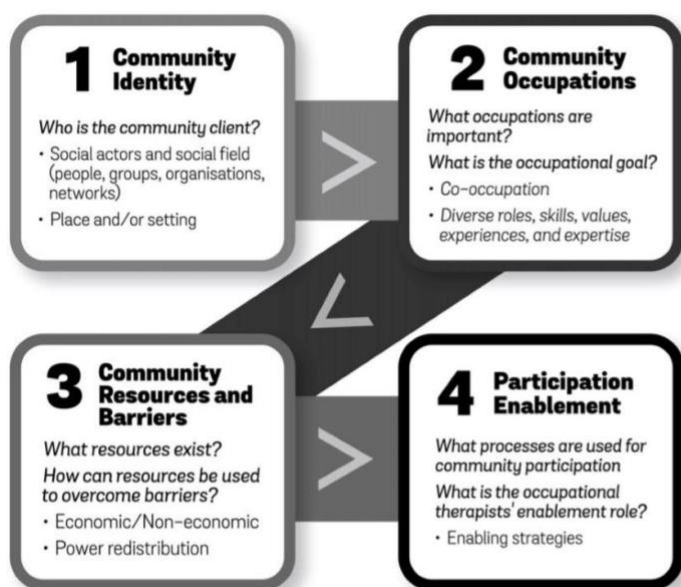 1 Community
Identity
Who is the community client?
• Social actors and social field
(people, groups, organisations,
networks)
• Place and/or setting
2 Community
Occupations
What occupations are
important?
What is the occupational goal?
• Co-occupation
• Diverse roles, skills, values,
experiences, and expertise
3 Community
Resources and
Barriers
What resources exist?
How can resources be used
to overcome barriers?
• Economic/Non-economic
• Power redistribution
4 Participation
Enablement
What processes are used for
community participation
What is the occupational
therapists' enablement role?
• Enabling strategies